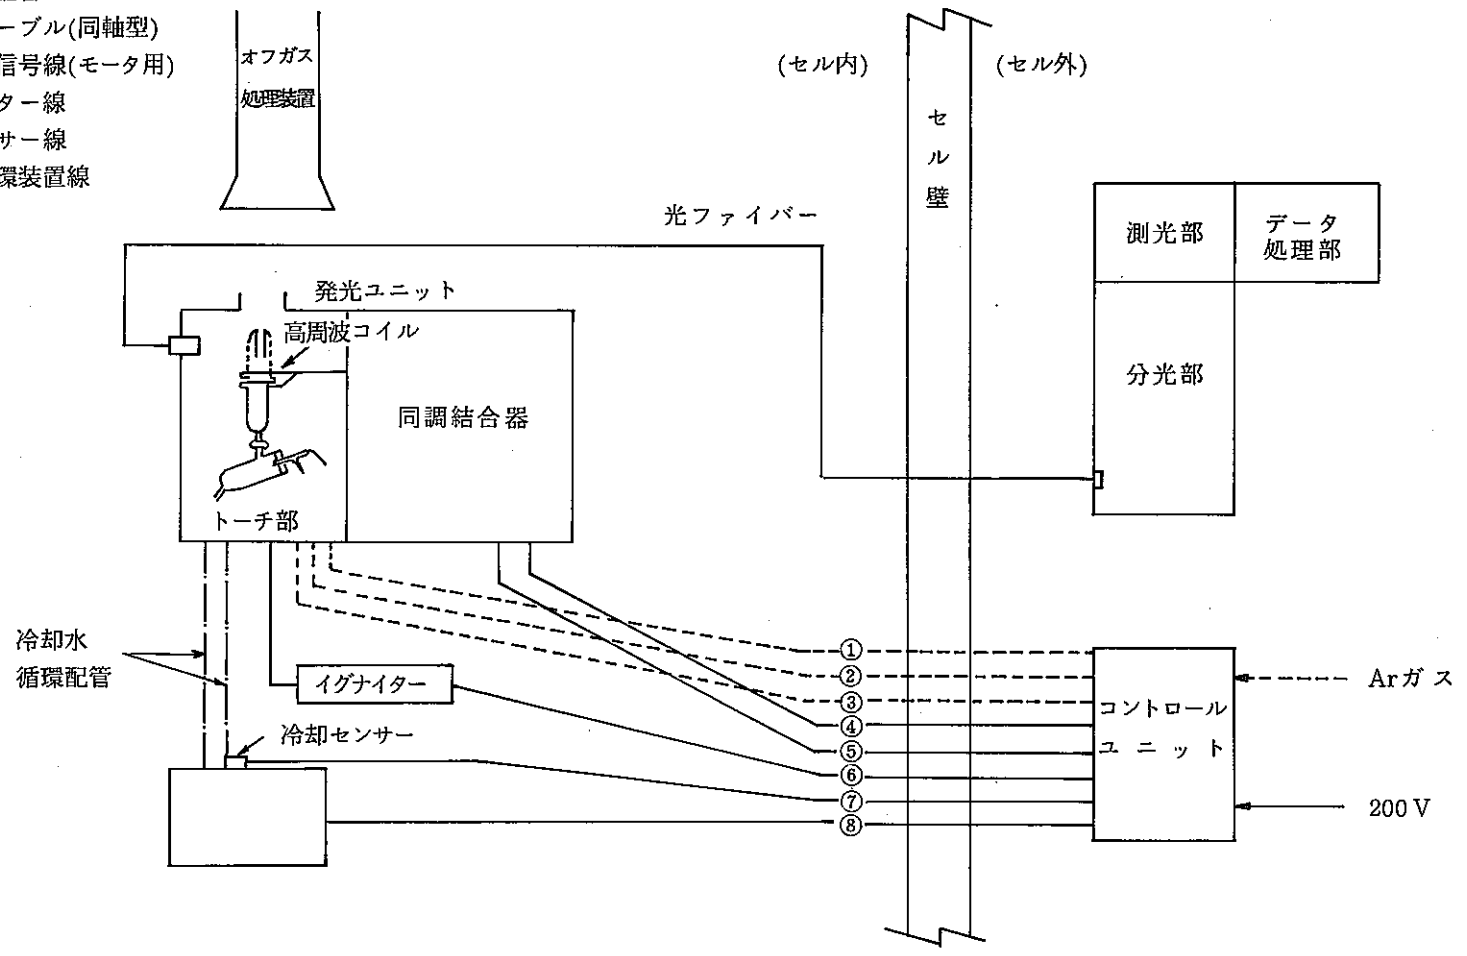 ーブル(同軸型)
信号線(モータ用)
ター線
サー線
環装置線
オフガス
処理装置
(セル内)
(セル外)
セル壁
光ファイバー
測光部
データ
処理部
分光部
発光ユニット
高周波コイル
同調結合器
トーチ部
冷却水
循環配管
イグナイター
冷却センサー
①
②
③
④
⑤
⑥
⑦
⑧
コントロール
ユニット
Arガス
200 V